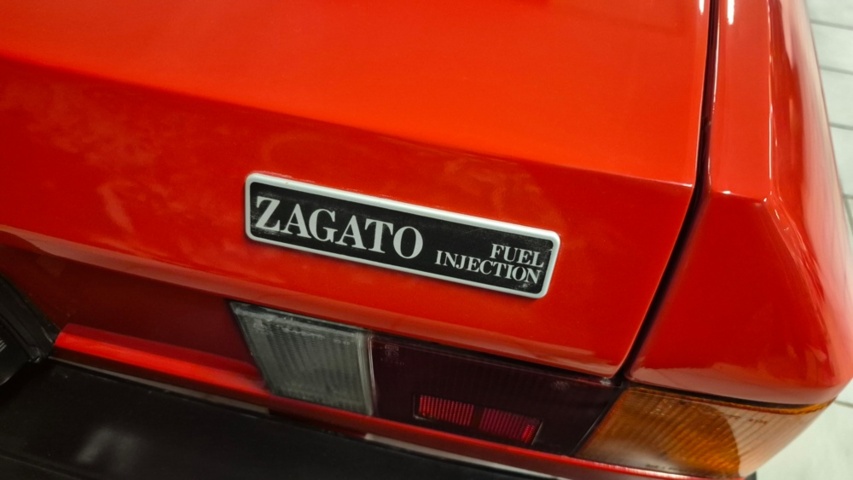 ZAGATO
FUEL
INJECTION